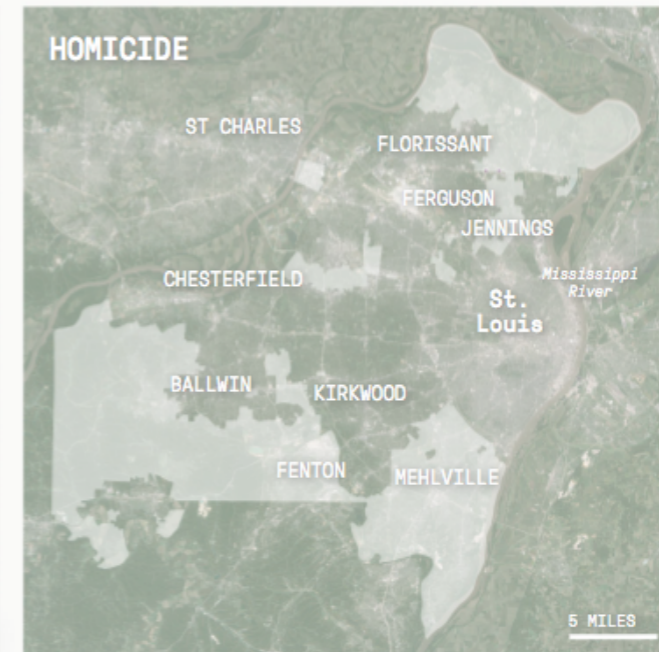 HOMICIDE
ST CHARLES
FLORISSANT
FERGUSON
JENNINGS
CHESTERFIELD
Mississippi
River
St.
Louis
BALLWIN
KIRKWOOD
FENTON
MEHLVILLE
5 MILES